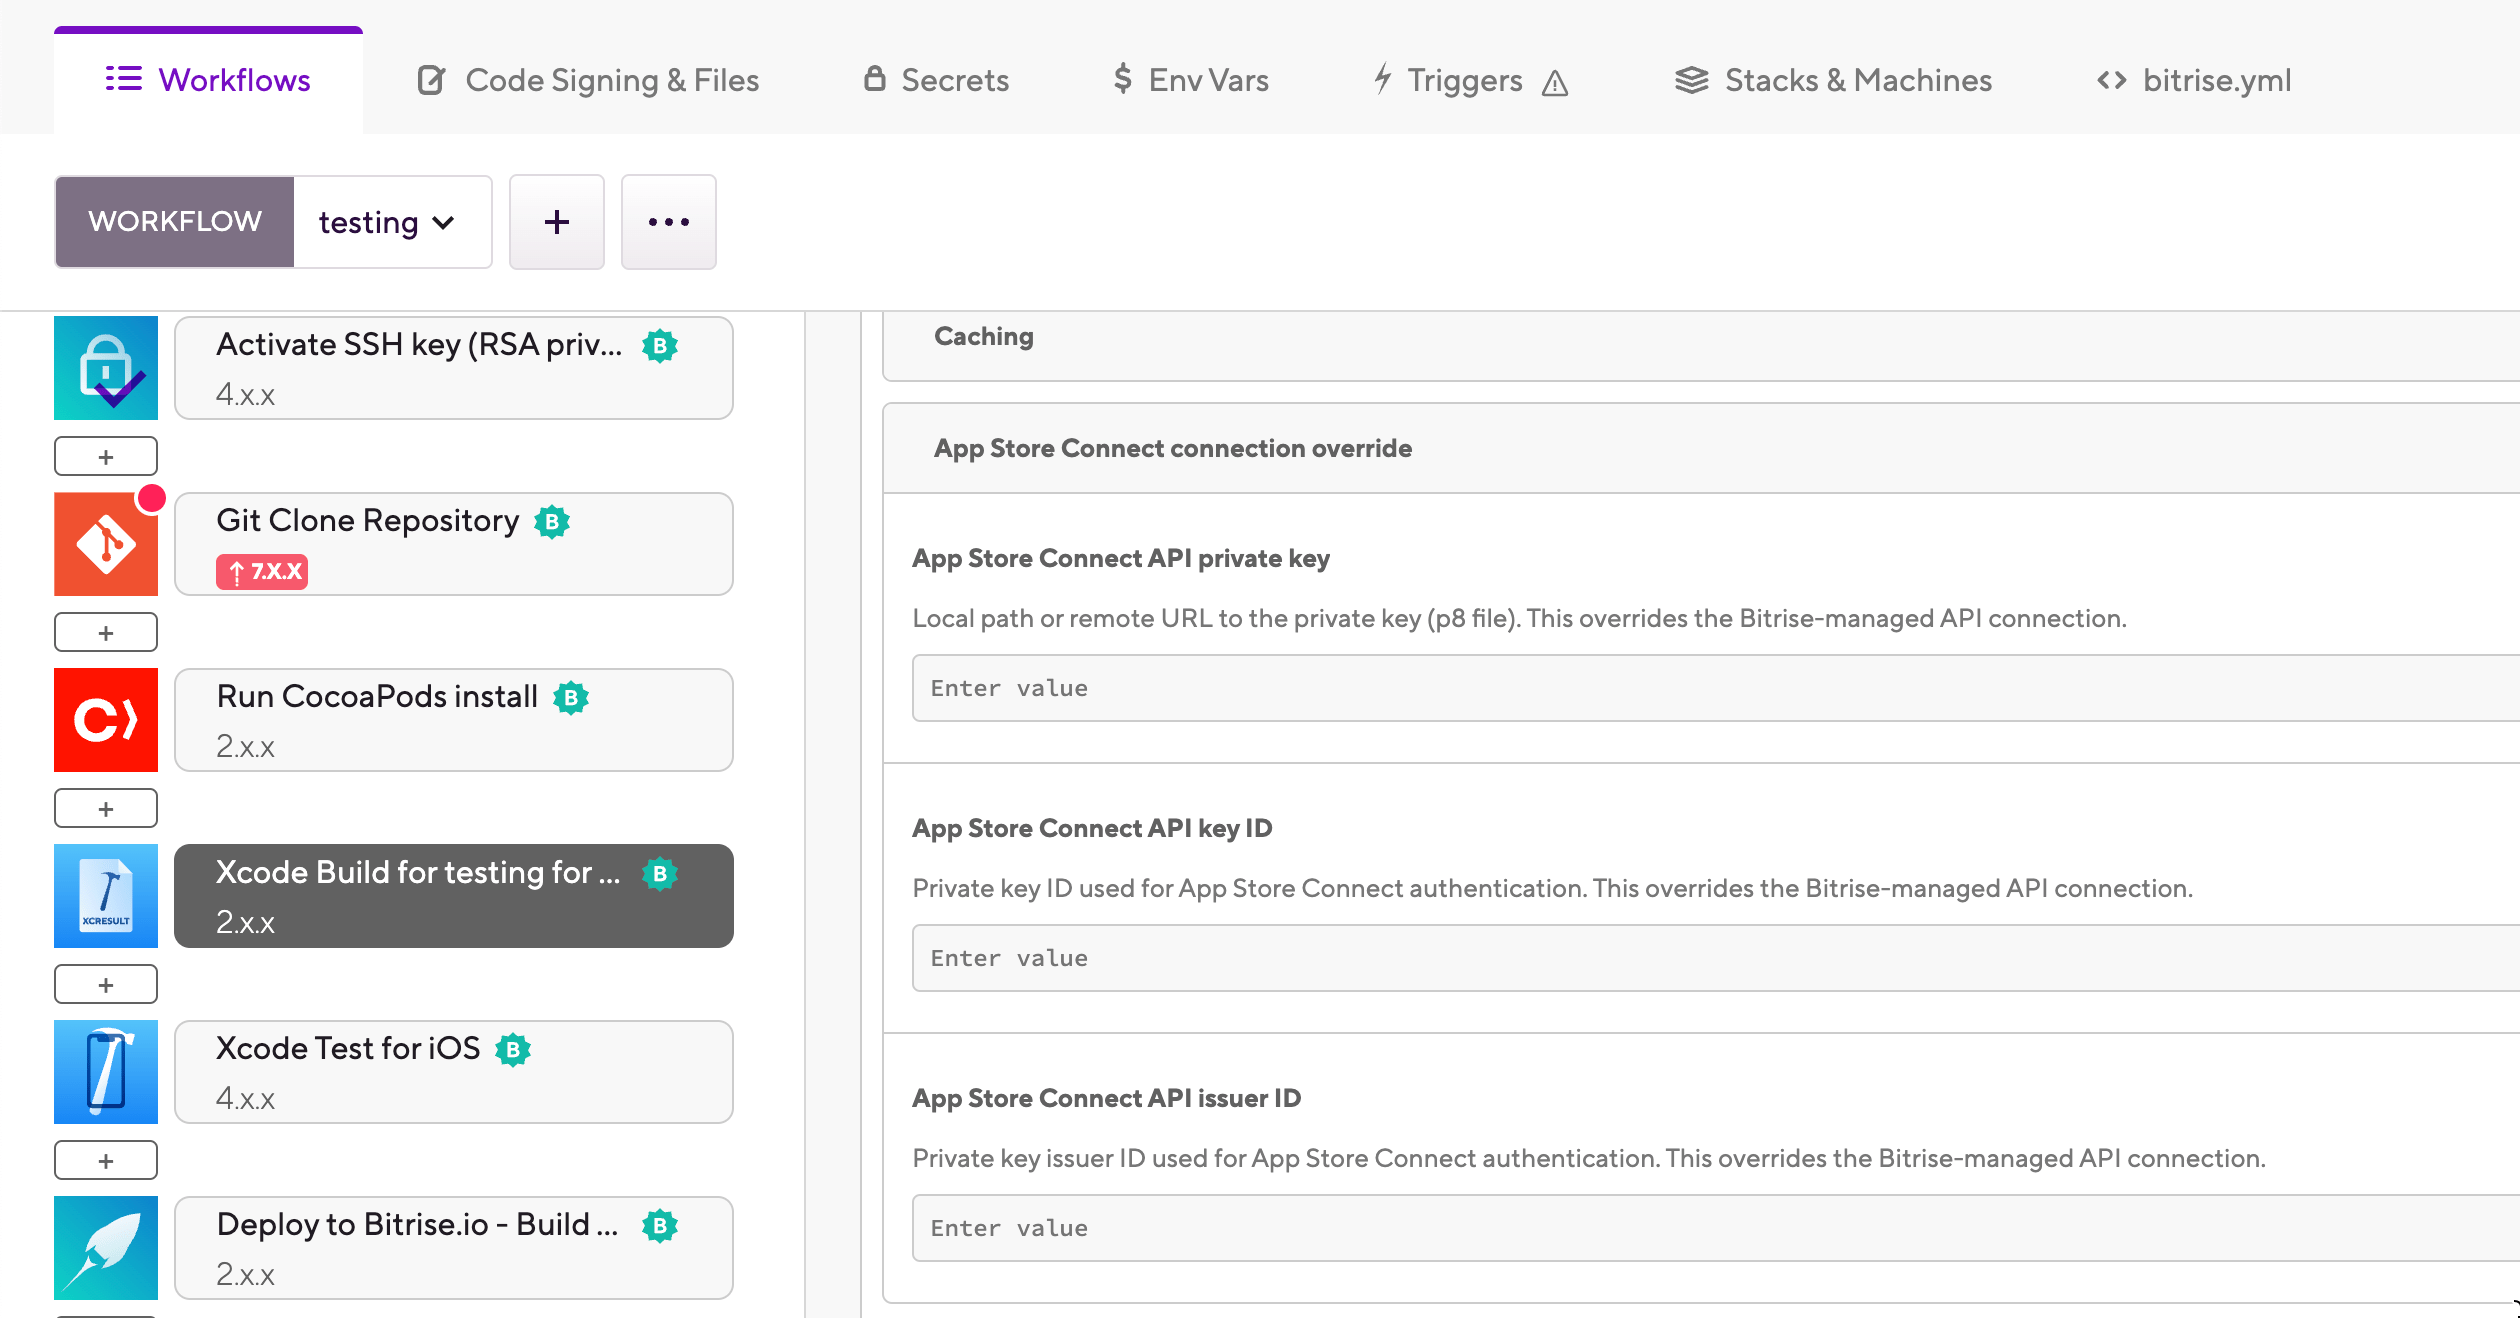 Workflows
Code Signing & Files
Secrets
Env Vars
Triggers
Stacks & Machines
bitrise.yml
WORKFLOW
testing
Activate SSH key (RSA priv...
B
4.x.x
Git Clone Repository
B
7.X.X
Run CocoaPods install
B
2.x.x
XCRESULT
Xcode Build for testing for ...
B
2.x.x
Xcode Test for iOS
B
4.x.x
Deploy to Bitrise.io - Build ...
B
2.x.x
Caching
App Store Connect connection override
App Store Connect API private key
Local path or remote URL to the private key (p8 file). This overrides the Bitrise-managed API connection.
Enter value
App Store Connect API key ID
Private key ID used for App Store Connect authentication. This overrides the Bitrise-managed API connection.
Enter value
App Store Connect API issuer ID
Private key issuer ID used for App Store Connect authentication. This overrides the Bitrise-managed API connection.
Enter value